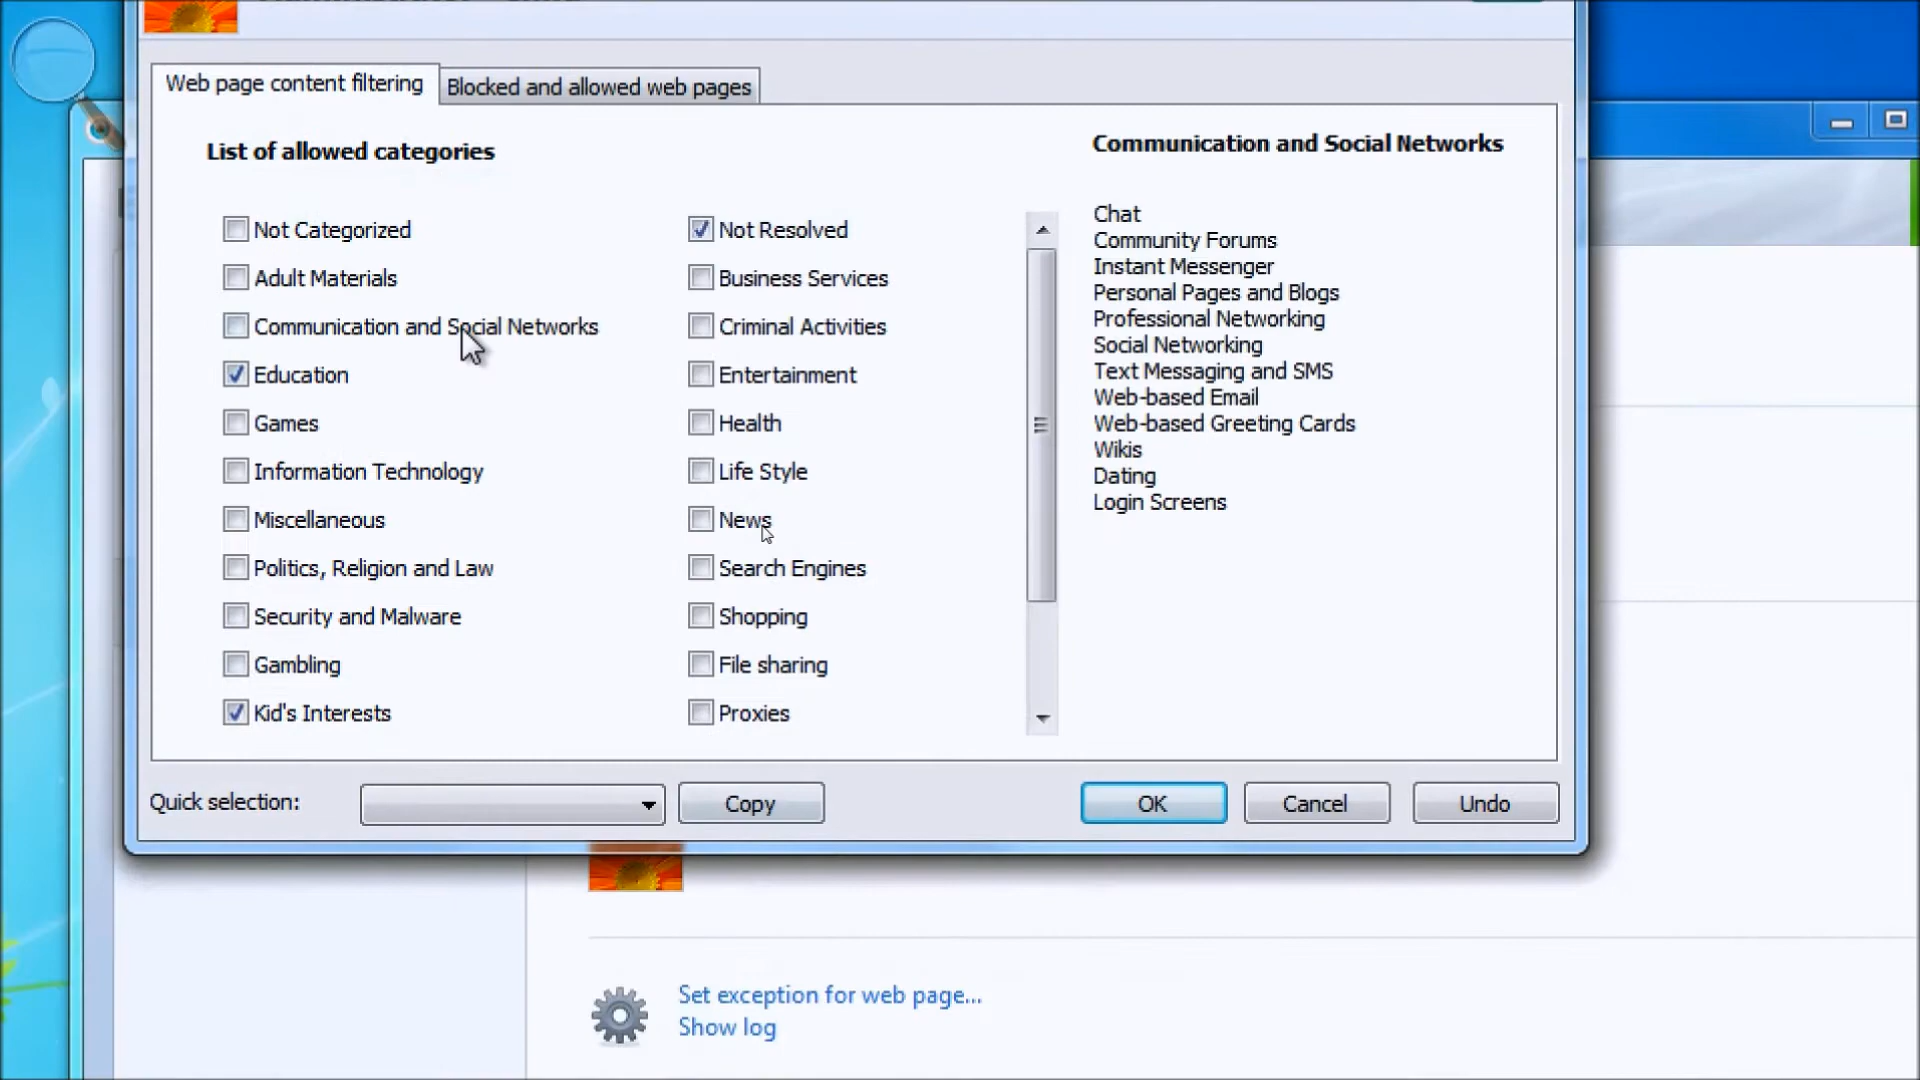 Web page content filtering
Blocked and allowed web pages
List of allowed categories
Not Categorized
Not Resolved
Adult Materials
Business Services
Communication and Social Networks
Criminal Activities
Education
Entertainment
Games
Health
Information Technology
Life Style
Miscellaneous
News
Politics, Religion and Law
Search Engines
Security and Malware
Shopping
Gambling
File sharing
Kid's Interests
Proxies
Communication and Social Networks
Chat
Community Forums
Instant Messenger
Personal Pages and Blogs
Professional Networking
Social Networking
Text Messaging and SMS
Web-based Email
Web-based Greeting Cards
Wikis
Dating
Login Screens
Quick selection:
Copy
OK
Cancel
Undo
Set exception for web page...
Show log